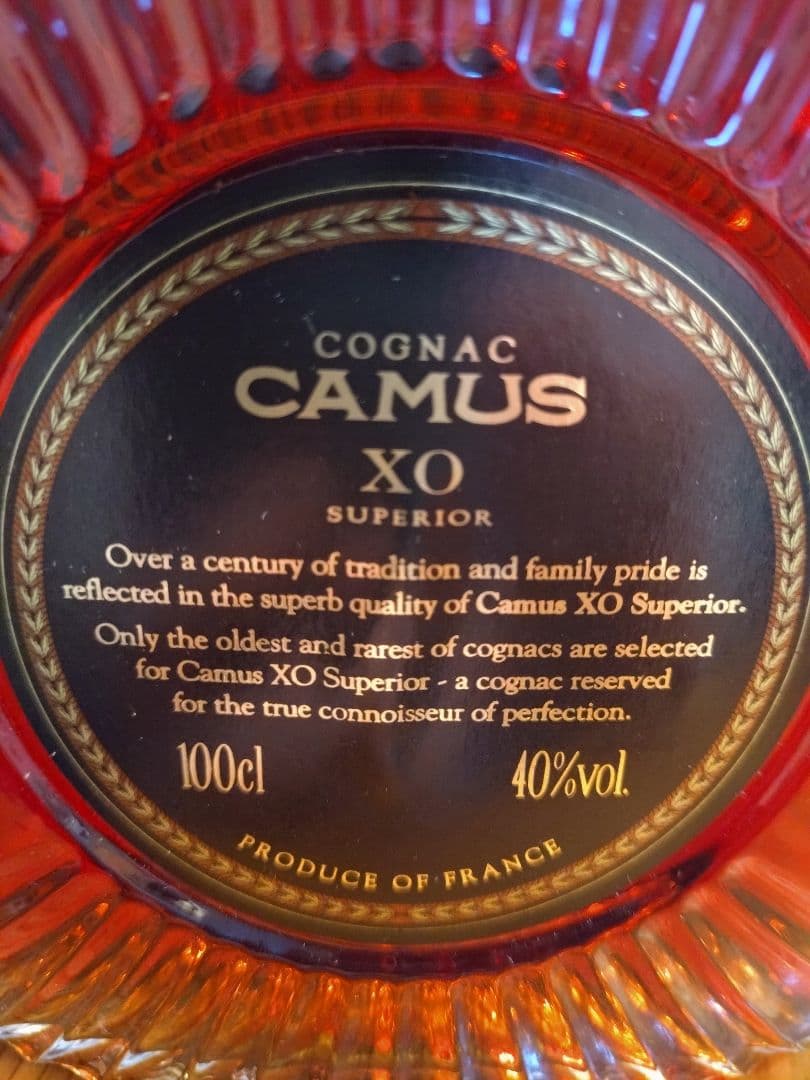 COGNAC
CAMUS
XO
SUPERIOR
Over a century of tradition and family pride is
reflected in the superb quality of Camus XO Superior.
Only the oldest and rarest of cognacs are selected
for Camus XO Superior - a cognac reserved
for the true connoisseur of perfection.
100cl 40%vol.
PRODUCE OF FRANCE